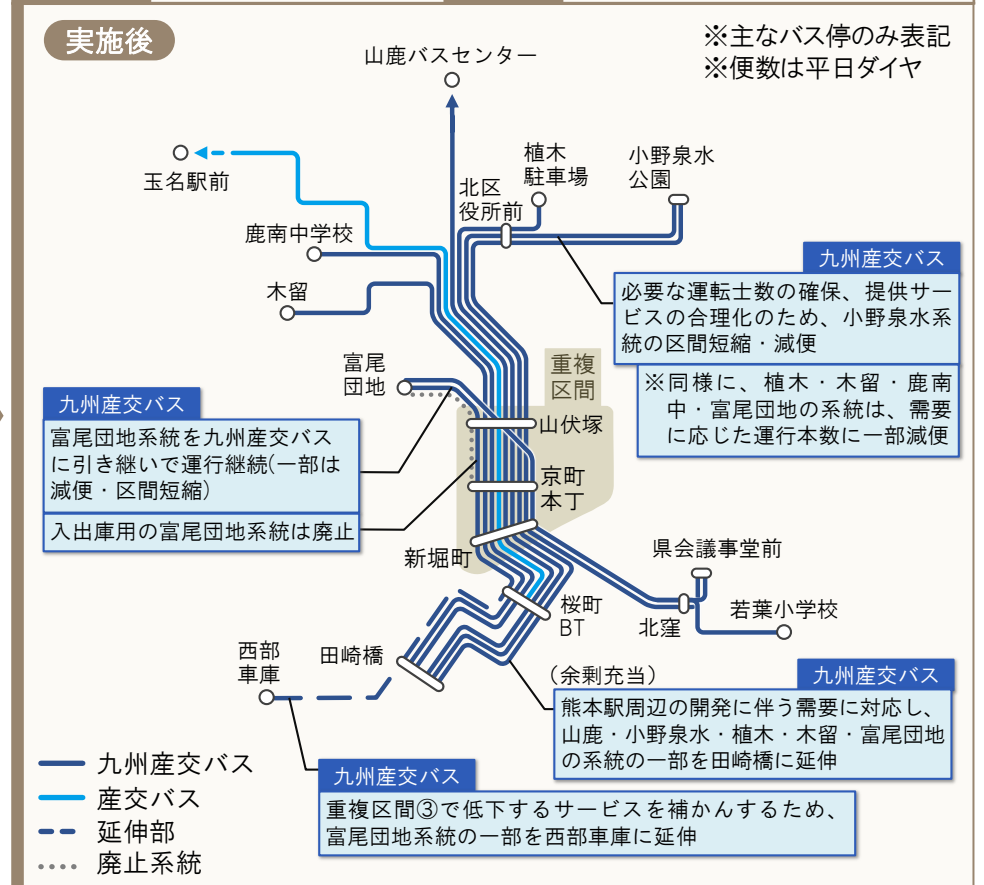 実施後
※主なバス停のみ表記
※便数は平日ダイヤ
山鹿バスセンター
玉名駅前
鹿南中学校
木留
北区
役所前
植木
駐車場
小野泉水
公園
九州産交バス
必要な運転士数の確保、提供サー
ビスの合理化のため、小野泉水系
統の区間短縮・減便
※同様に、植木・木留・鹿南
中・富尾団地の系統は、需要
に応じた運行本数に一部減便
富尾
団地
重複
区間
山伏塚
京町
本丁
新堀町
九州産交バス
富尾団地系統を九州産交バス
に引き継いで運行継続(一部は
減便・区間短縮)
入出庫用の富尾団地系統は廃止
県会議事堂前
北窪
若葉小学校
桜町
BT
田崎橋
西部
車庫
(余剰充当)
九州産交バス
熊本駅周辺の開発に伴う需要に対応し、
山鹿・小野泉水・植木・木留・富尾団地
の系統の一部を田崎橋に延伸
九州産交バス
重複区間③で低下するサービスを補かんするため、
富尾団地系統の一部を西部車庫に延伸
九州産交バス
産交バス
延伸部
廃止系統